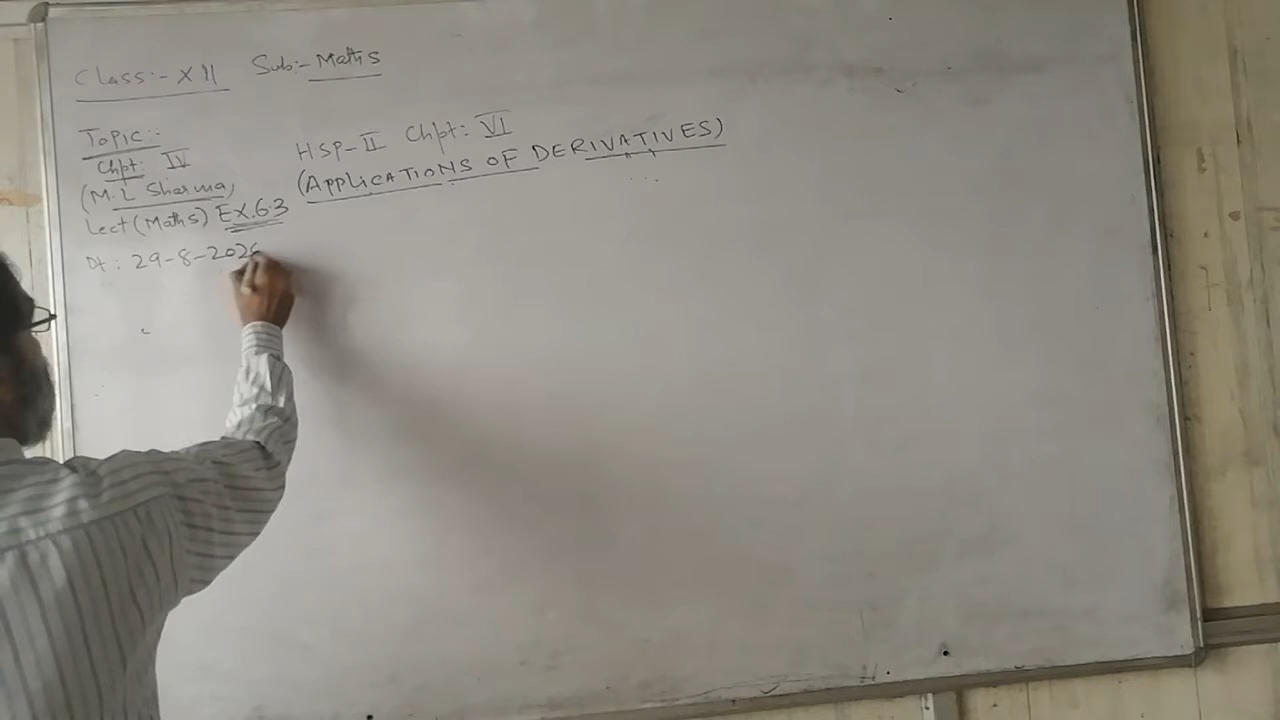 Class:- XII Sub:- Maths
Topic:-
Chpt: IV HSP-II Chpt: VI
(M.L Sharma, (APPLICATIONS OF DERIVATIVES)
Lect (Maths) EX.6.3
Dt: 29-8-202